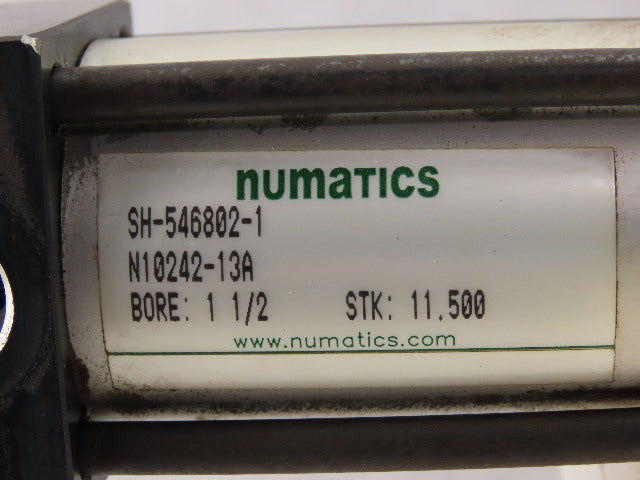 numatics
SH-546802-1
N10242-13A
BORE: 1 1/2 STK: 11.500
www.numatics.com